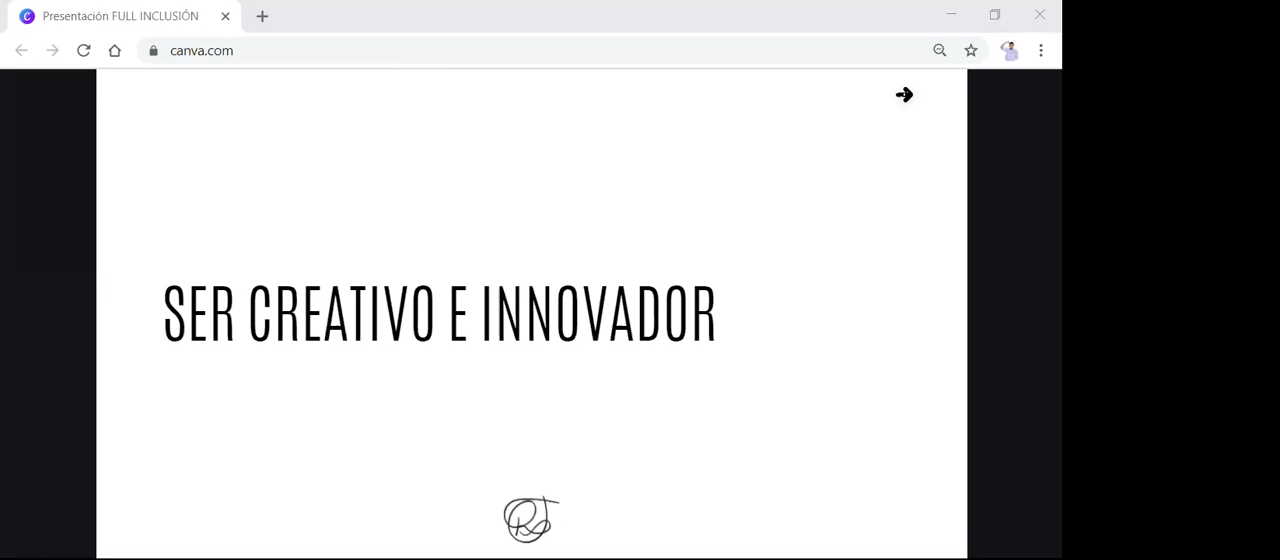 Presentación FULL INCLUSIÓN
canva.com
SER CREATIVO E INNOVADOR